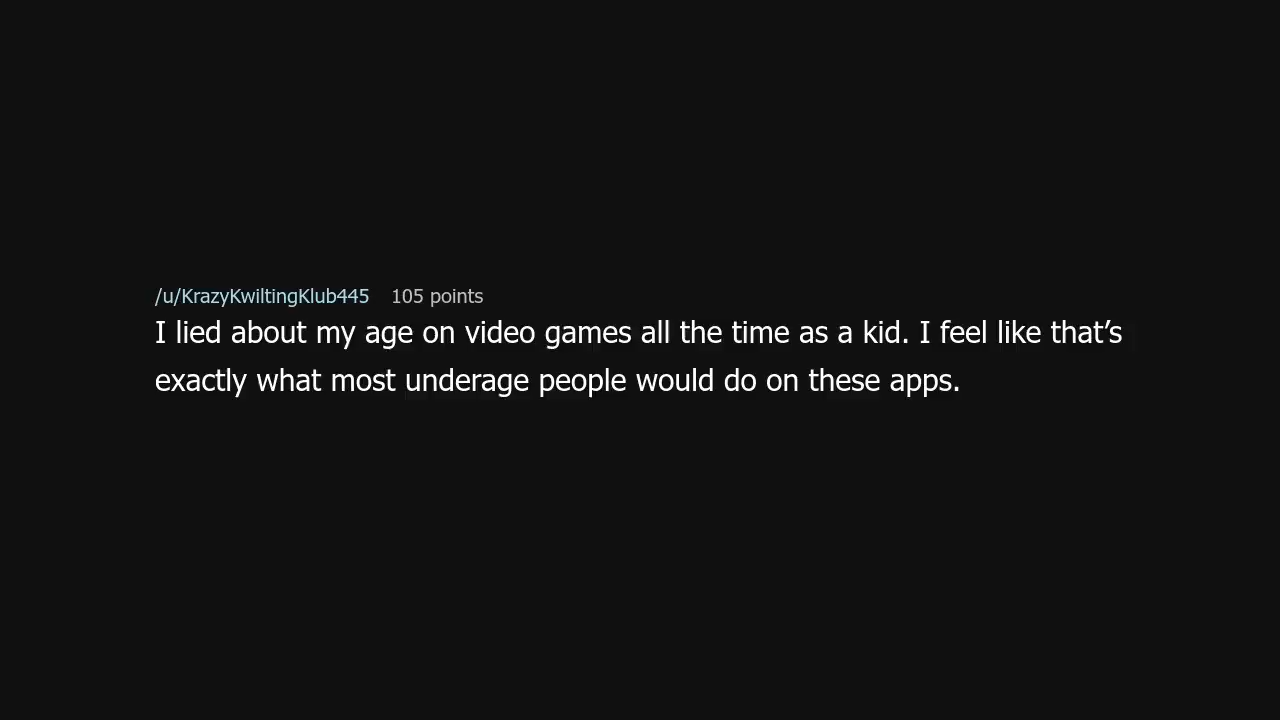 /u/KrazyKwiltingKlub445 105 points
I lied about my age on video games all the time as a kid. I feel like that’s
exactly what most underage people would do on these apps.